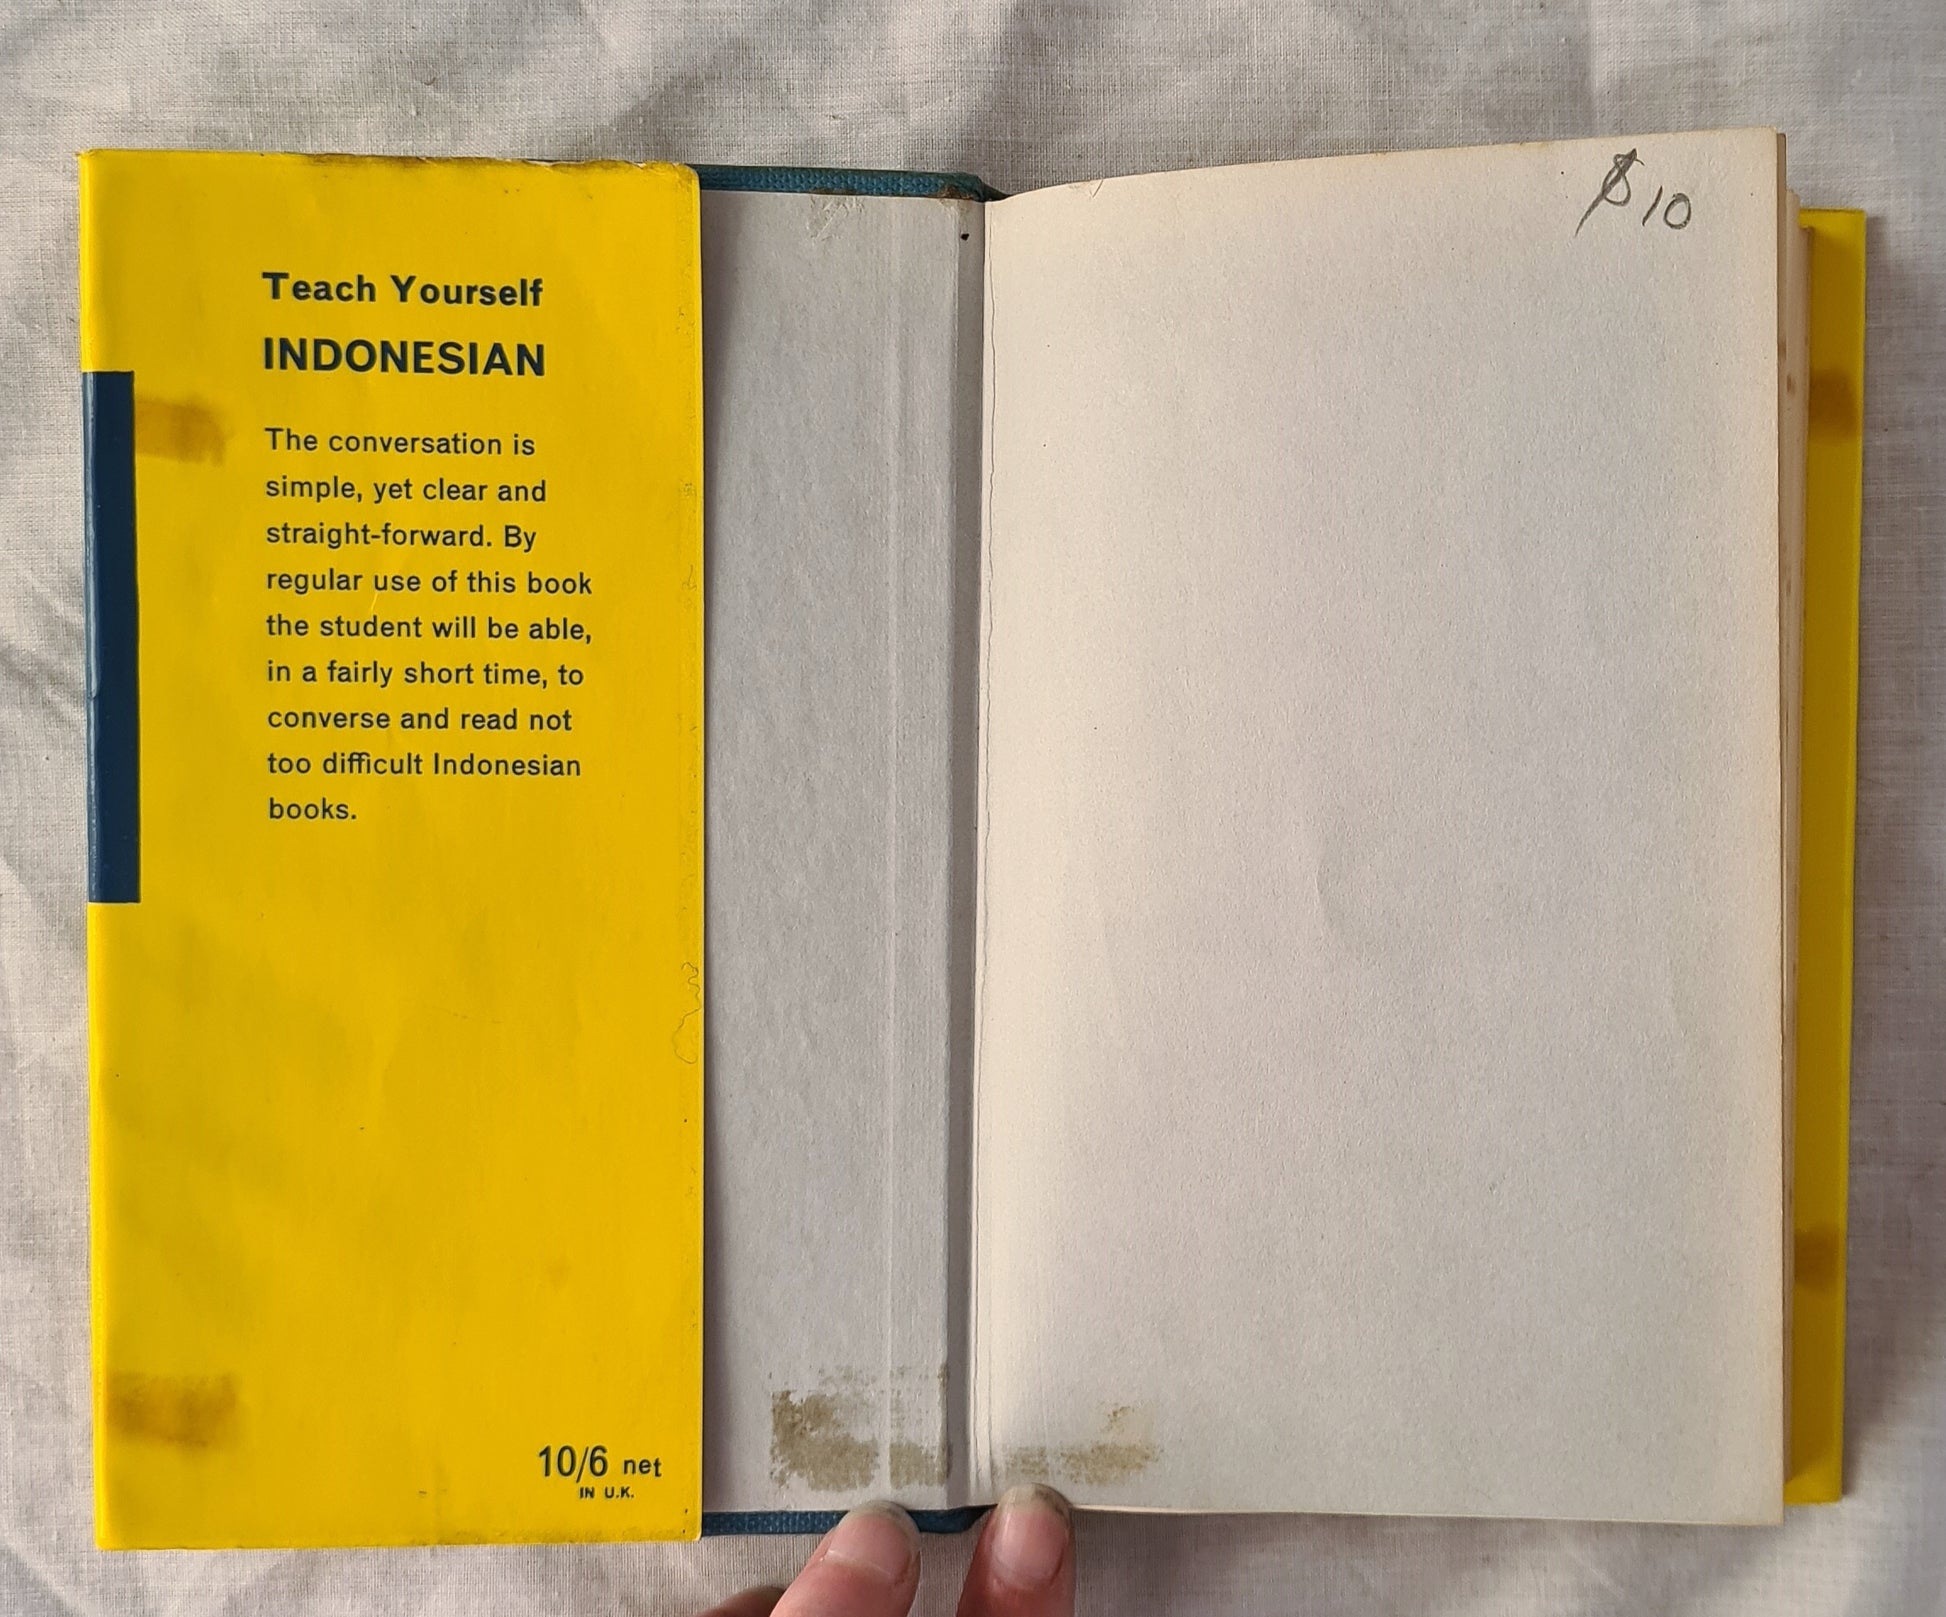 Teach Yourself
INDONESIAN
The conversation is
simple, yet clear and
straight-forward. By
regular use of this book
the student will be able,
in a fairly short time, to
converse and read not
too difficult Indonesian
books.
10/6 net
IN U.K.
$10